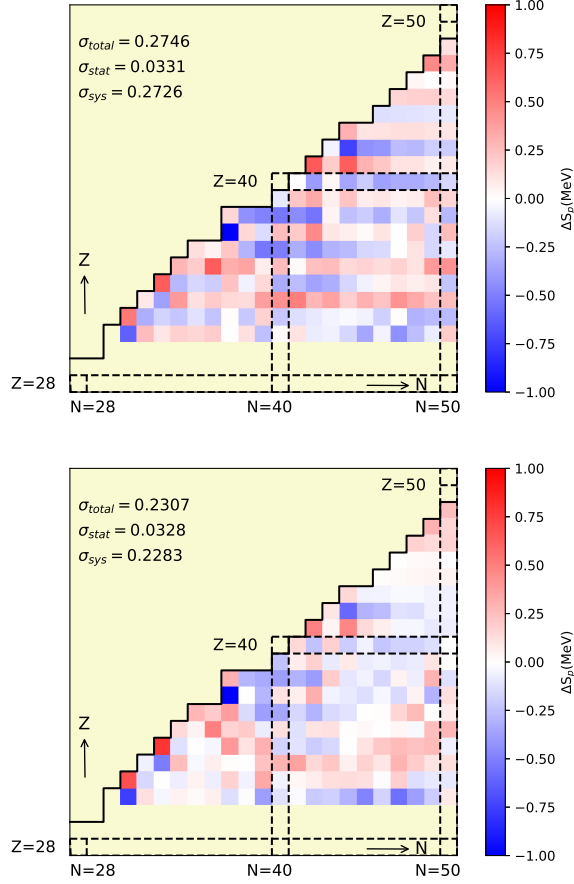 Z=50
σtotal = 0.2746
σstat = 0.0331
σsys = 0.2726
Z=40
Z
Z=28
N
N=28 N=40 N=50
1.00
0.75
0.50
0.25
0.00
−0.25
−0.50
−0.75
−1.00
ΔSp(MeV)
Z=50
σtotal = 0.2307
σstat = 0.0328
σsys = 0.2283
Z=40
Z
Z=28
N
N=28 N=40 N=50
1.00
0.75
0.50
0.25
0.00
−0.25
−0.50
−0.75
−1.00
ΔSp(MeV)